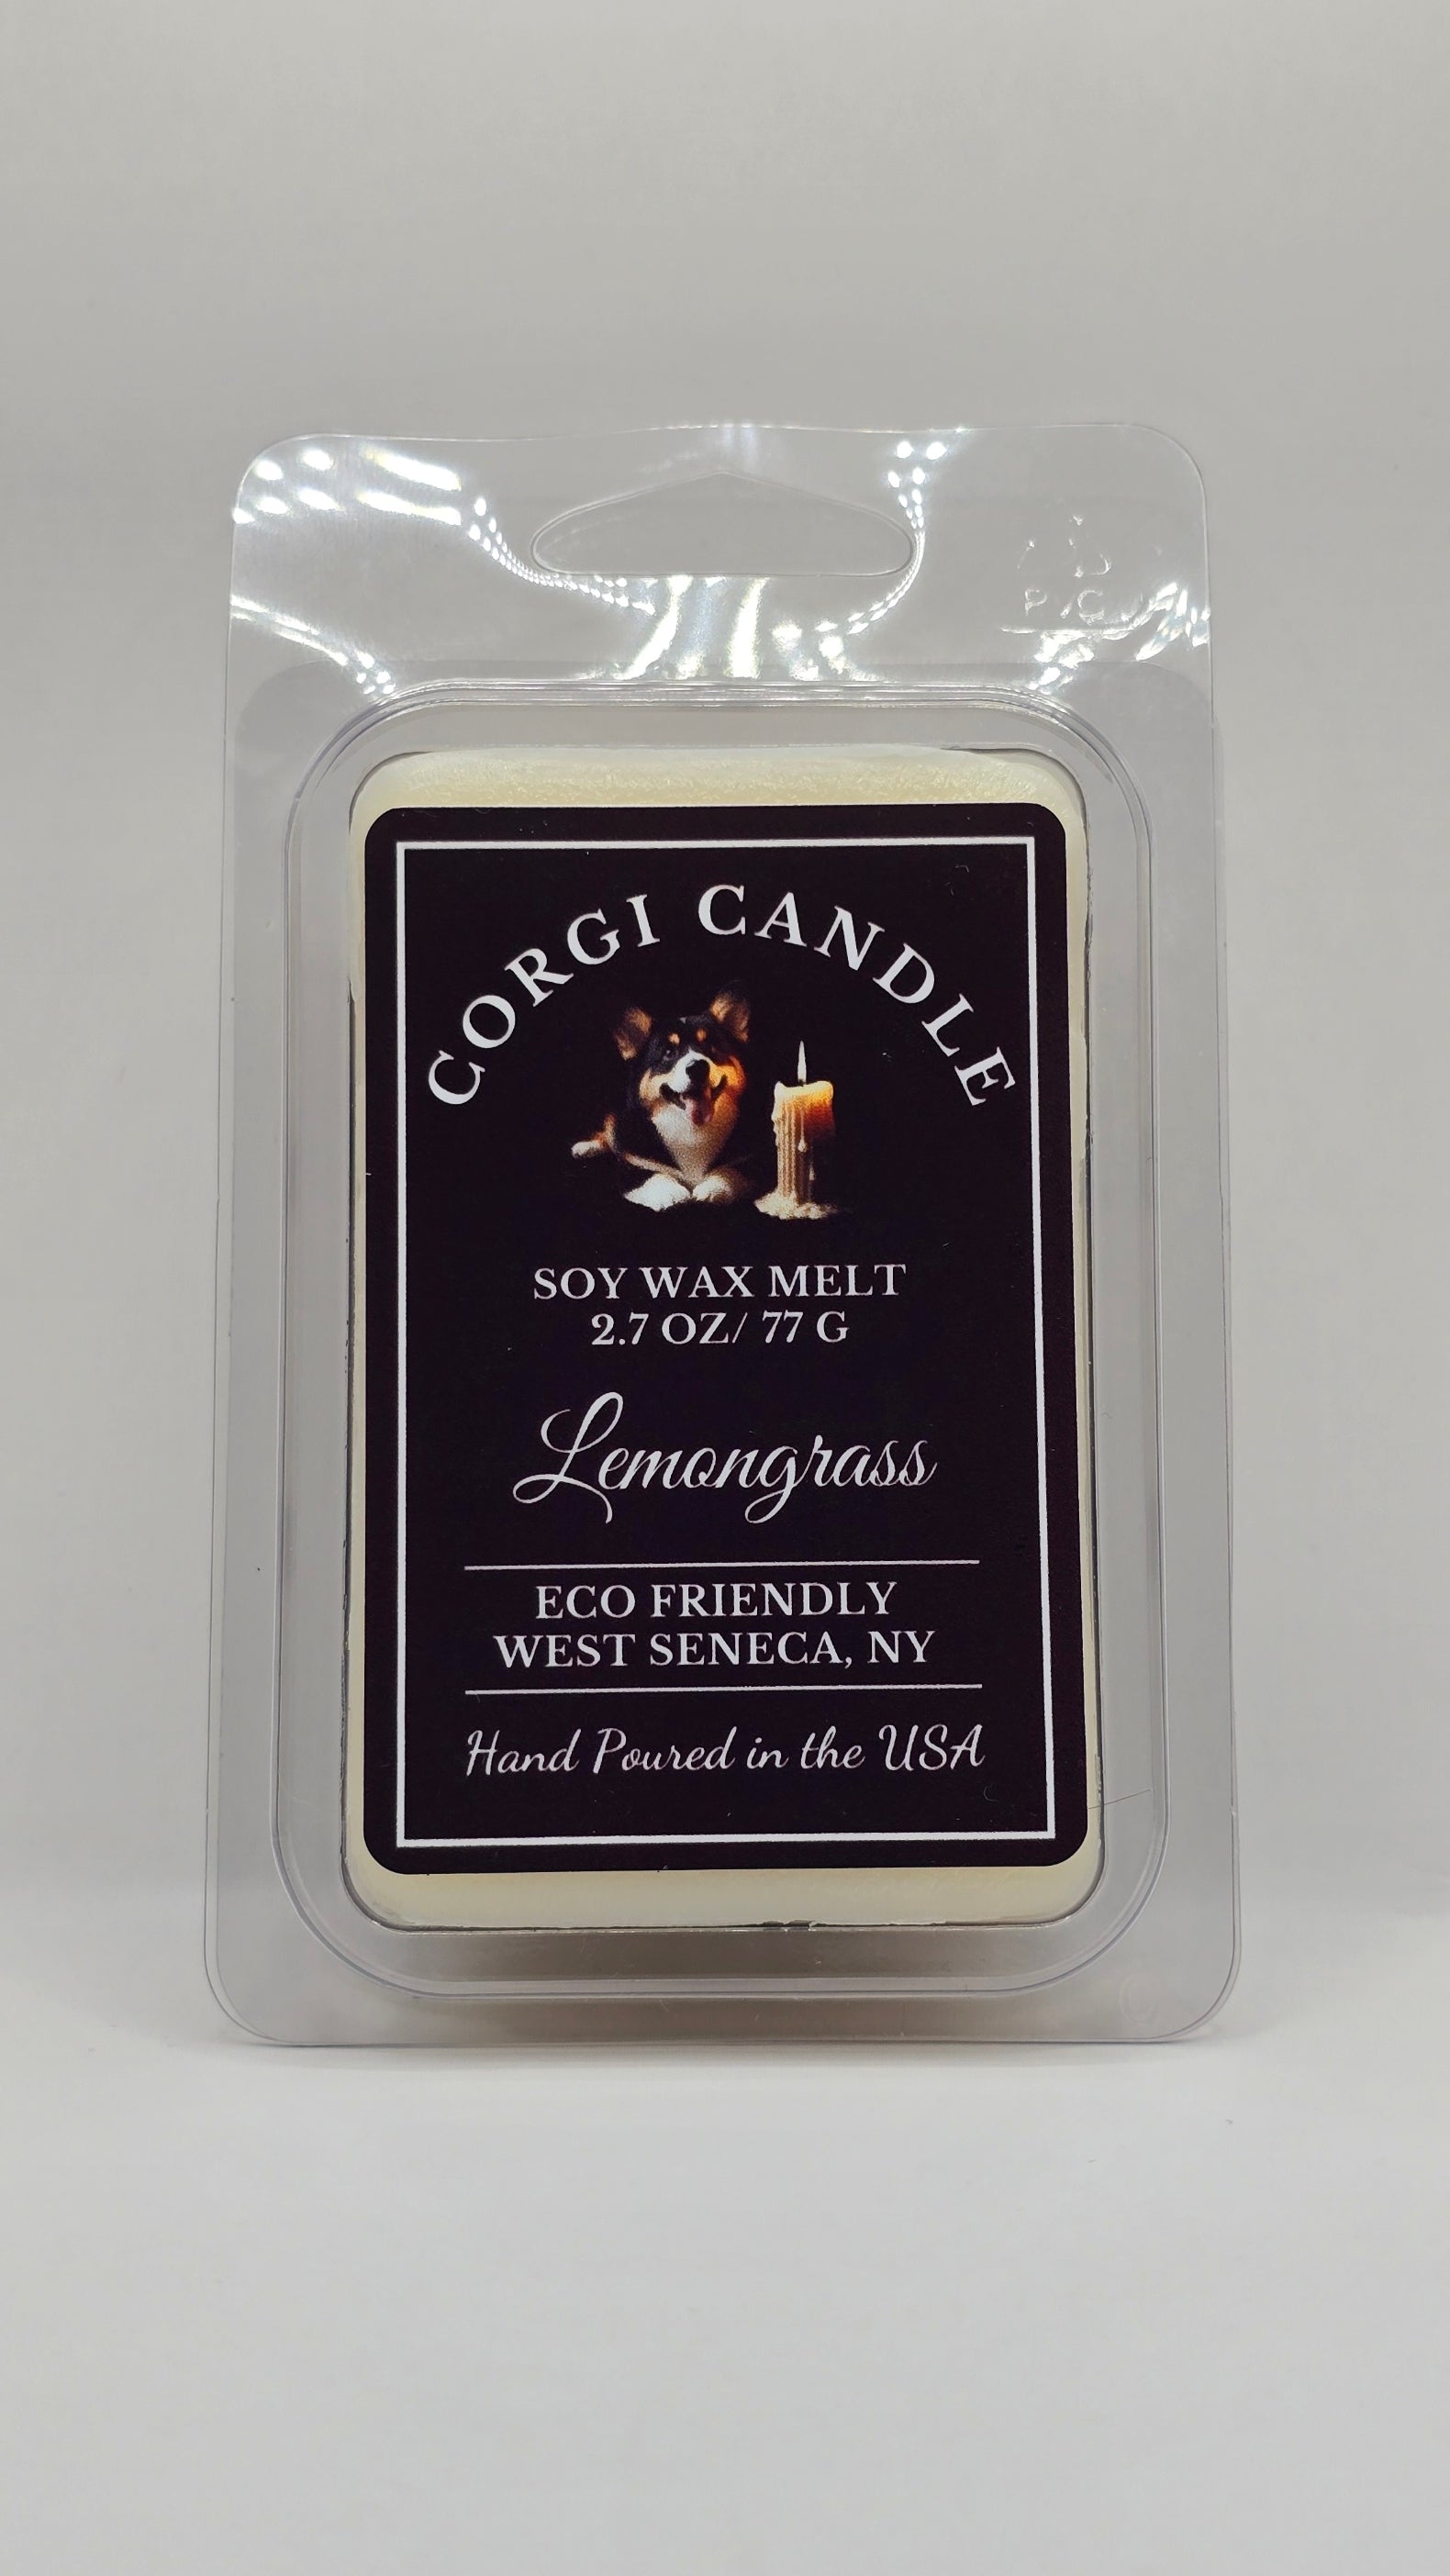 CORGI CANDLE
SOY WAX MELT
2.7 OZ/ 77 G
Lemongrass
ECO FRIENDLY
WEST SENECA, NY
Hand Poured in the USA